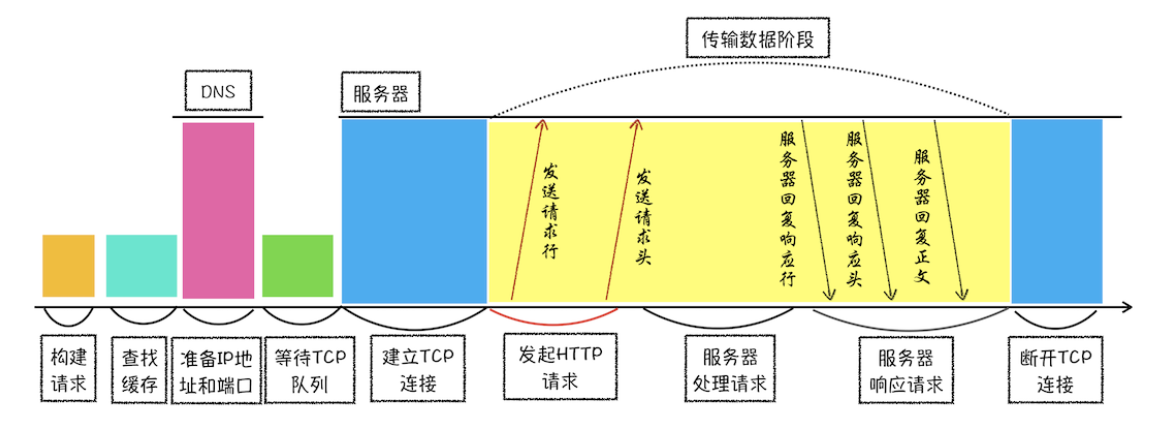 传输数据阶段
DNS
服务器
发送请求行
发送请求头
服务器回复响应行
服务器回复响应头
服务器回复正文
构建
请求
查找
缓存
准备IP地
址和端口
等待TCP
队列
建立TCP
连接
发起HTTP
请求
服务器
处理请求
服务器
响应请求
断开TCP
连接